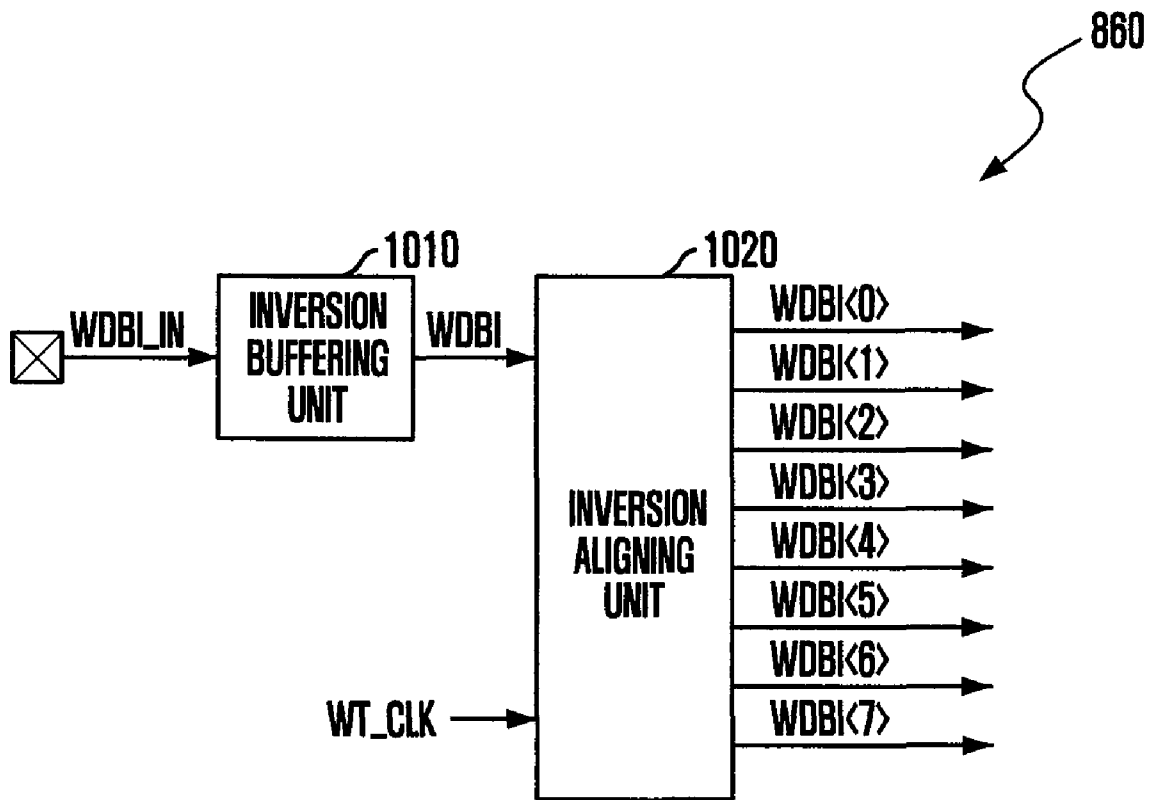 860
1010
1020
WDBI_IN
INVERSION
BUFFERING
UNIT
WDBI
INVERSION
ALIGNING
UNIT
WT_CLK
WDBI<0>
WDBI<1>
WDBI<2>
WDBI<3>
WDBI<4>
WDBI<5>
WDBI<6>
WDBI<7>